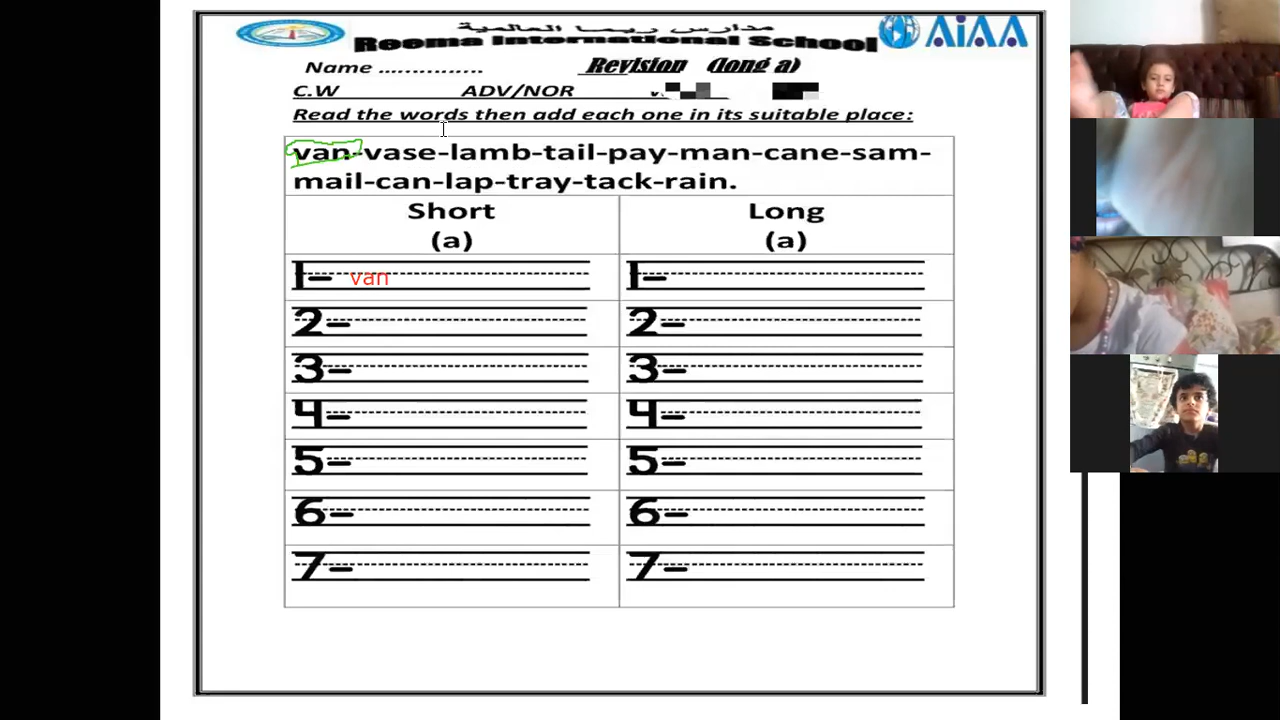 مدارس ريما العالمية
Reema International School
AiAA
Name .............. Revision (long a)
C.W ADV/NOR
Read the words then add each one in its suitable place:
van-vase-lamb-tail-pay-man-cane-sam-
mail-can-lap-tray-tack-rain.
Short Long
(a) (a)
1- van 1-
2- 2-
3- 3-
4- 4-
5- 5-
6- 6-
7- 7-